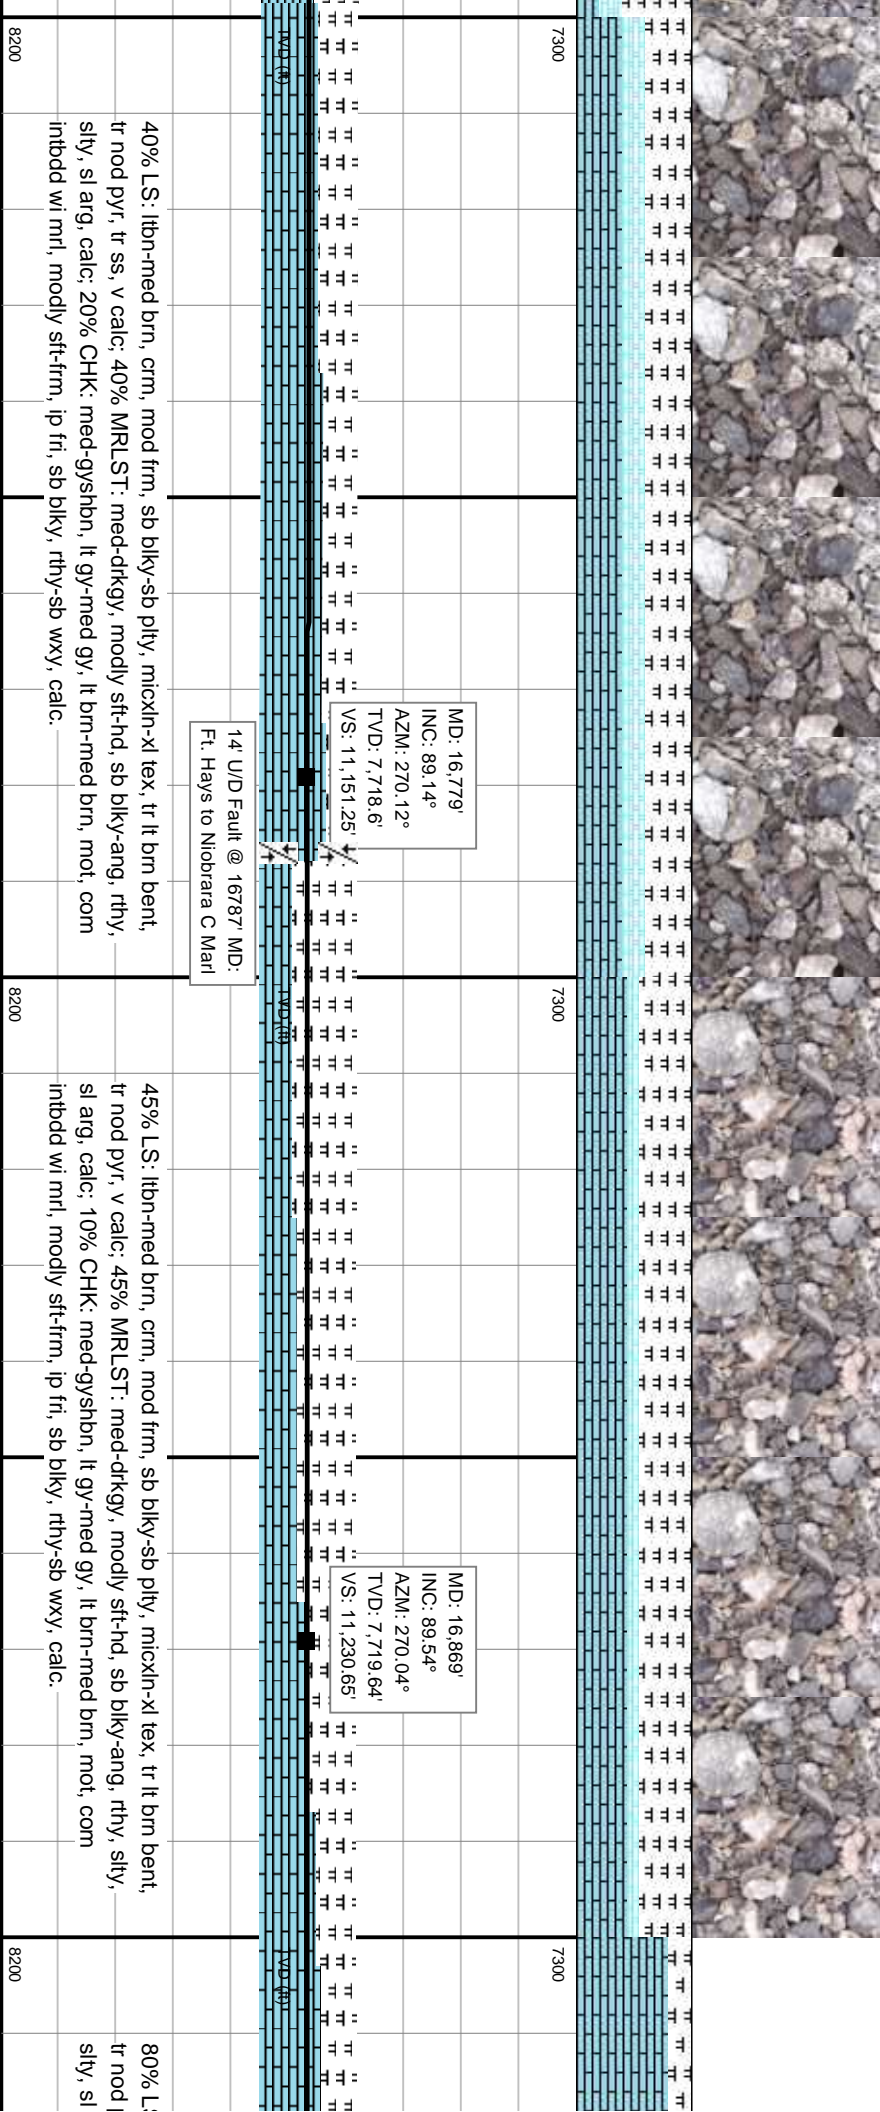 8200
TVD (ft)
7300
40% LS: ltbn-med brn, crm, mod frm, sb blky-sb plty, micxln-xl tex, tr lt brn bent,
tr nod pyr, tr ss, v calc; 40% MRLST: med-drkgy, modly sft-hd, sb blky-ang, rthy,
slty, sl arg, calc; 20% CHK: med-gyshbn, lt gy-med gy, lt brn-med brn, mot, com
intbdd wi mrl, modly sft-frm, ip fri, sb blky, rthy-sb wxy, calc.
MD: 16,779'
INC: 89.14°
AZM: 270.12°
TVD: 7,718.6'
VS: 11,151.25'
14' U/D Fault @ 16787' MD:
Ft. Hays to Niobrara C Marl
8200
TVD (ft)
7300
45% LS: ltbn-med brn, crm, mod frm, sb blky-sb plty, micxln-xl tex, tr lt brn bent,
tr nod pyr, v calc; 45% MRLST: med-drkgy, modly sft-hd, sb blky-ang, rthy, slty,
sl arg, calc; 10% CHK: med-gyshbn, lt gy-med gy, lt brn-med brn, mot, com
intbdd wi mrl, modly sft-frm, ip fri, sb blky, rthy-sb wxy, calc.
MD: 16,869'
INC: 89.54°
AZM: 270.04°
TVD: 7,719.64'
VS: 11,230.65'
8200
TVD (ft)
7300
80% LS
tr nod p
slty, sl